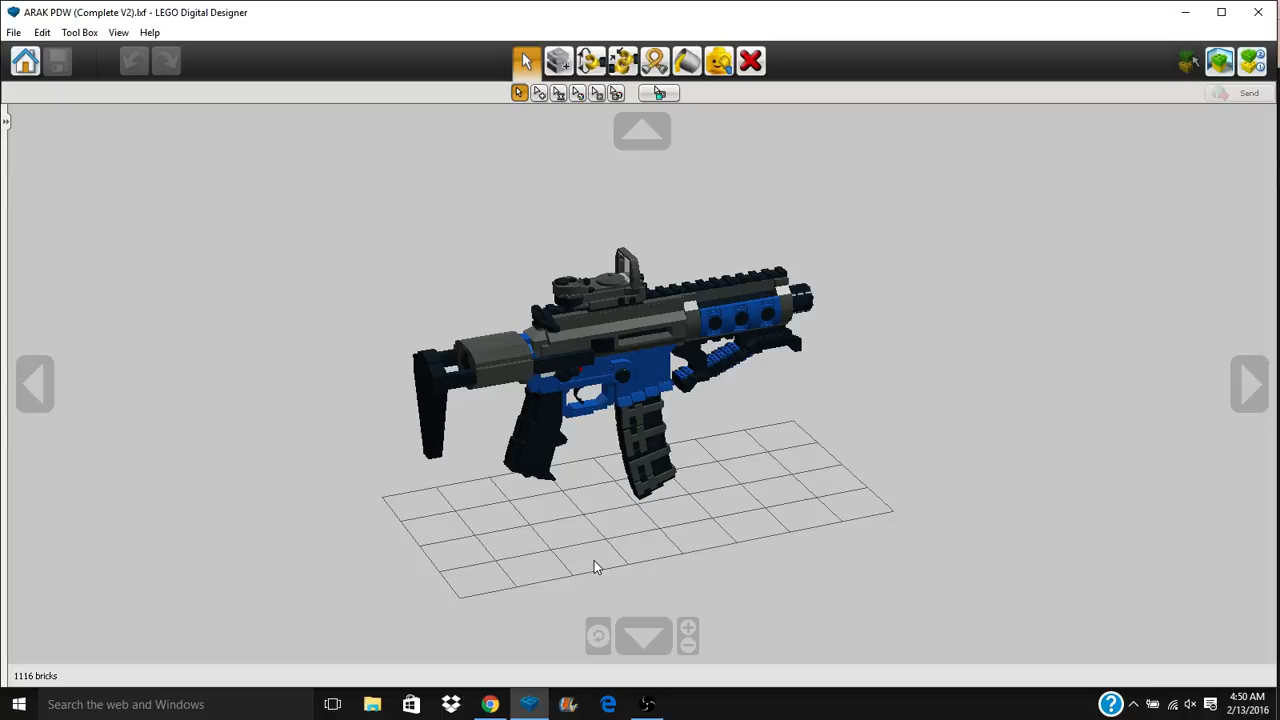 ARAK PDW (Complete V2).lxf - LEGO Digital Designer
File Edit Tool Box View Help
Send
1116 bricks
Search the web and Windows
4:50 AM
2/13/2016